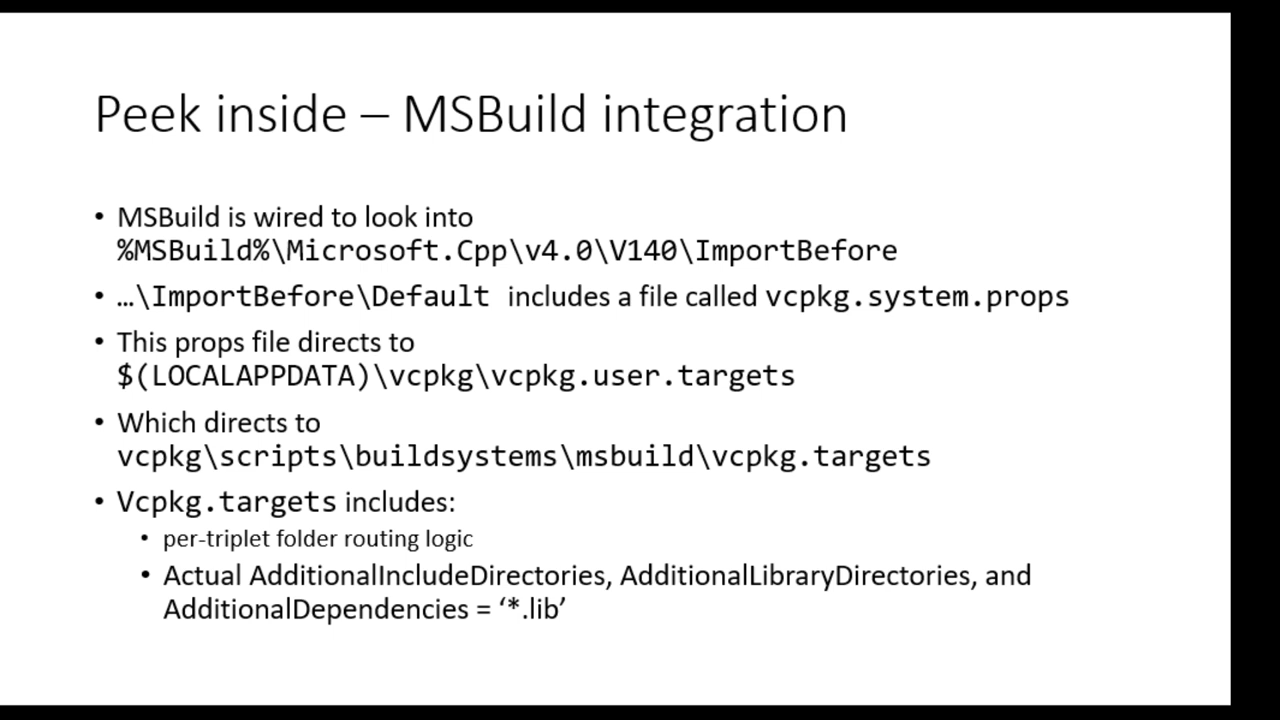 Peek inside – MSBuild integration
• MSBuild is wired to look into
%MSBuild%\Microsoft.Cpp\v4.0\V140\ImportBefore
• …\ImportBefore\Default includes a file called vcpkg.system.props
• This props file directs to
$(LOCALAPPDATA)\vcpkg\vcpkg.user.targets
• Which directs to
vcpkg\scripts\buildsystems\msbuild\vcpkg.targets
• Vcpkg.targets includes:
• per-triplet folder routing logic
• Actual AdditionalIncludeDirectories, AdditionalLibraryDirectories, and
AdditionalDependencies = ‘*.lib’